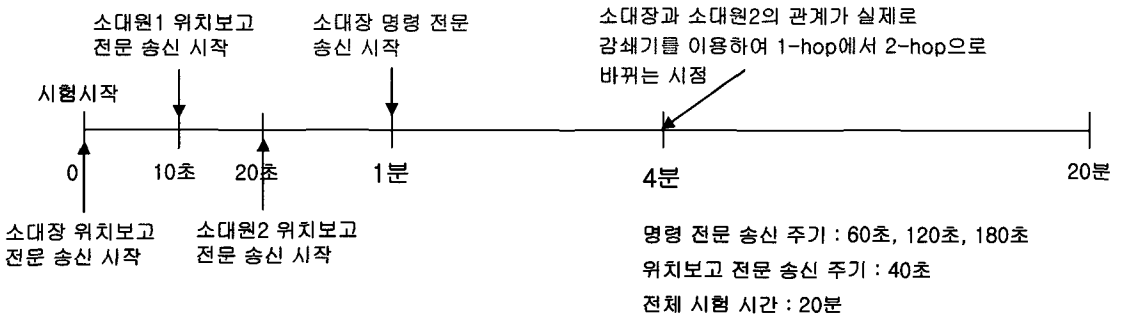 소대원1 위치보고
전문 송신 시작
소대장 명령 전문
송신 시작
소대장과 소대원2의 관계가 실제로
감쇄기를 이용하여 1-hop에서 2-hop으로
바뀌는 시점
시험시작
0
10초
20초
1분
4분
20분
소대장 위치보고
전문 송신 시작
소대원2 위치보고
전문 송신 시작
명령 전문 송신 주기 : 60초, 120초, 180초
위치보고 전문 송신 주기 : 40초
전체 시험 시간 : 20분